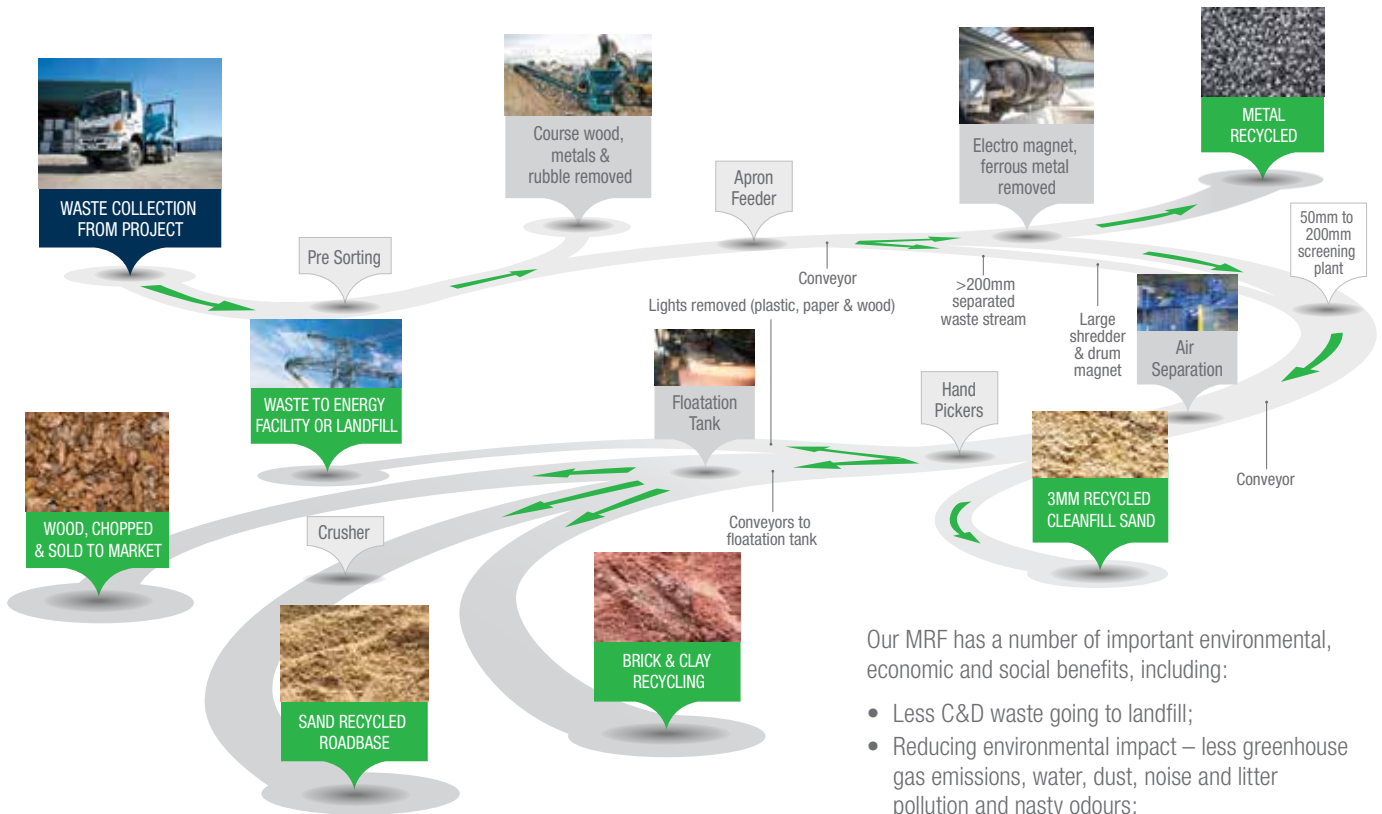 WASTE COLLECTION
FROM PROJECT
Pre Sorting
Course wood,
metals &
rubble removed
Apron
Feeder
Conveyor
Electro magnet,
ferrous metal
removed
METAL
RECYCLED
>200mm
separated
waste stream
Large
shredder
& drum
magnet
50mm to
200mm
screening
plant
Conveyor
Air
Separation
3MM RECYCLED
CLEANFILL SAND
Hand
Pickers
Lights removed (plastic, paper & wood)
WASTE TO ENERGY
FACILITY OR LANDFILL
Conveyors to
floatation tank
Floatation
Tank
WOOD, CHOPPED
& SOLD TO MARKET
Crusher
SAND RECYCLED
ROADBASE
BRICK & CLAY
RECYCLING
Our MRF has a number of important environmental,
economic and social benefits, including:
• Less C&D waste going to landfill;
• Reducing environmental impact – less greenhouse
gas emissions, water, dust, noise and litter
pollution and nasty odours;